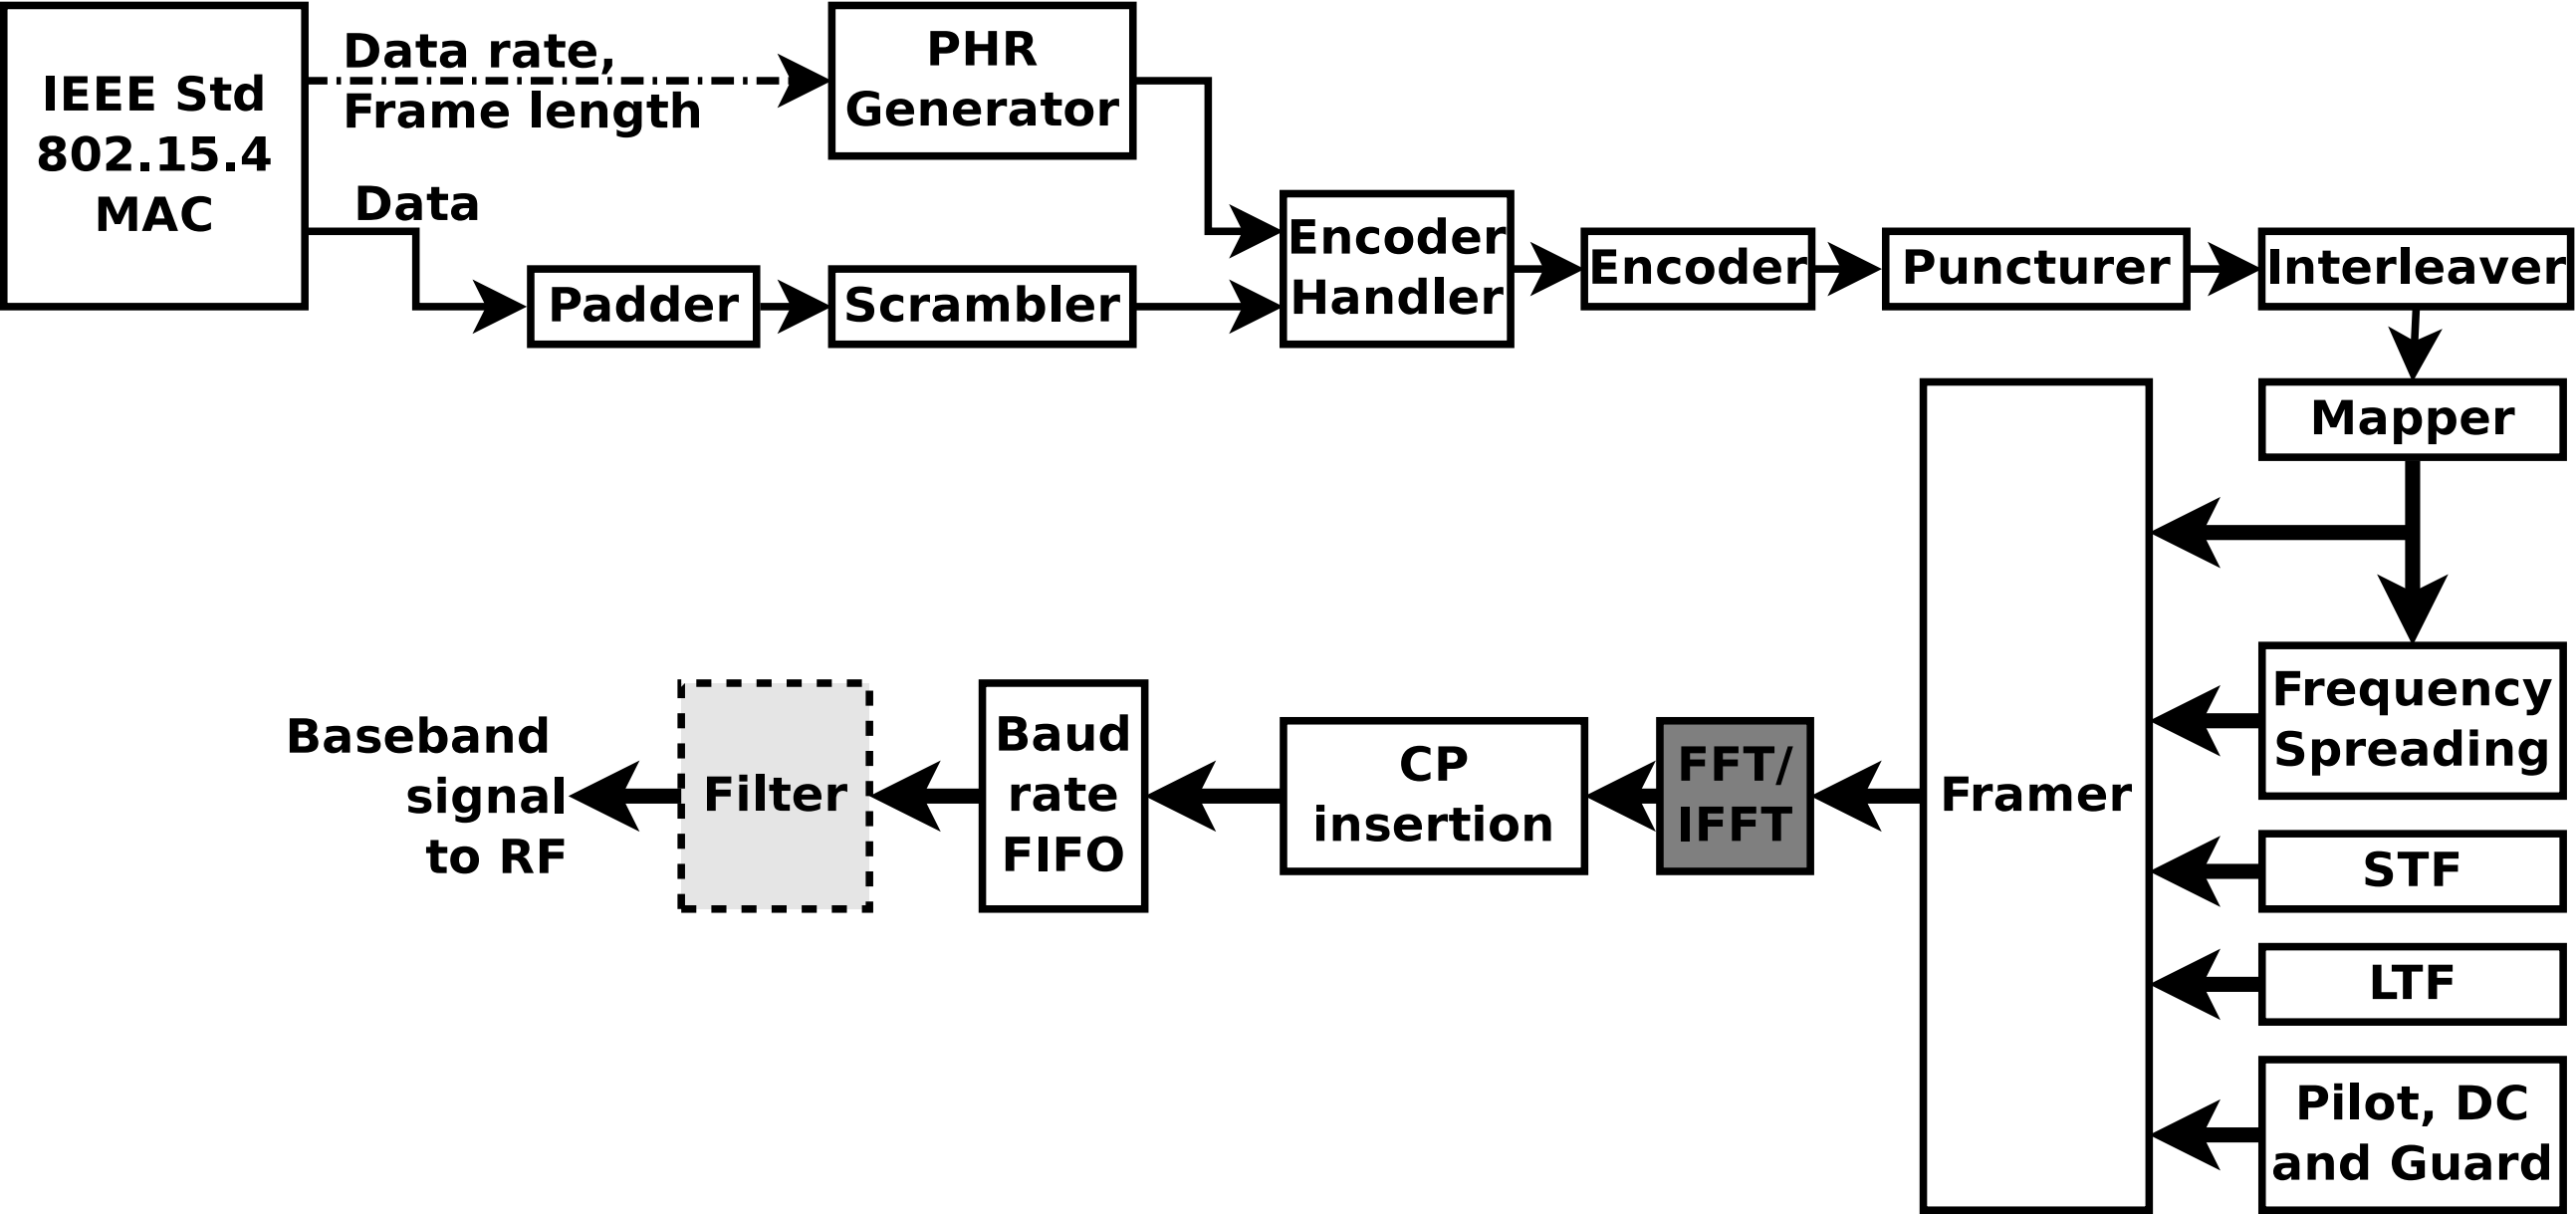 IEEE Std
802.15.4
MAC
Data rate,
Frame length
Data
PHR
Generator
Padder
Scrambler
Encoder
Handler
Encoder
Puncturer
Interleaver
Mapper
Frequency
Spreading
STF
LTF
Pilot, DC
and Guard
Framer
FFT/
IFFT
CP
insertion
Baud
rate
FIFO
Filter
Baseband
signal
to RF